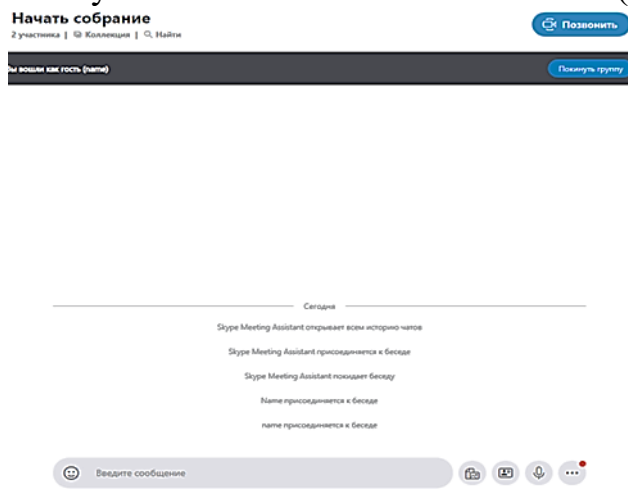 Начать собрание
Позвонить
2 участника | Коллекция | Найти
Вы вошли как гость (name)
Покинуть группу
Сегодня
Skype Meeting Assistant открывает всем историю чатов
Skype Meeting Assistant присоединяется к беседе
Skype Meeting Assistant покидает беседу
Name присоединяется к беседе
name присоединяется к беседе
Введите сообщение